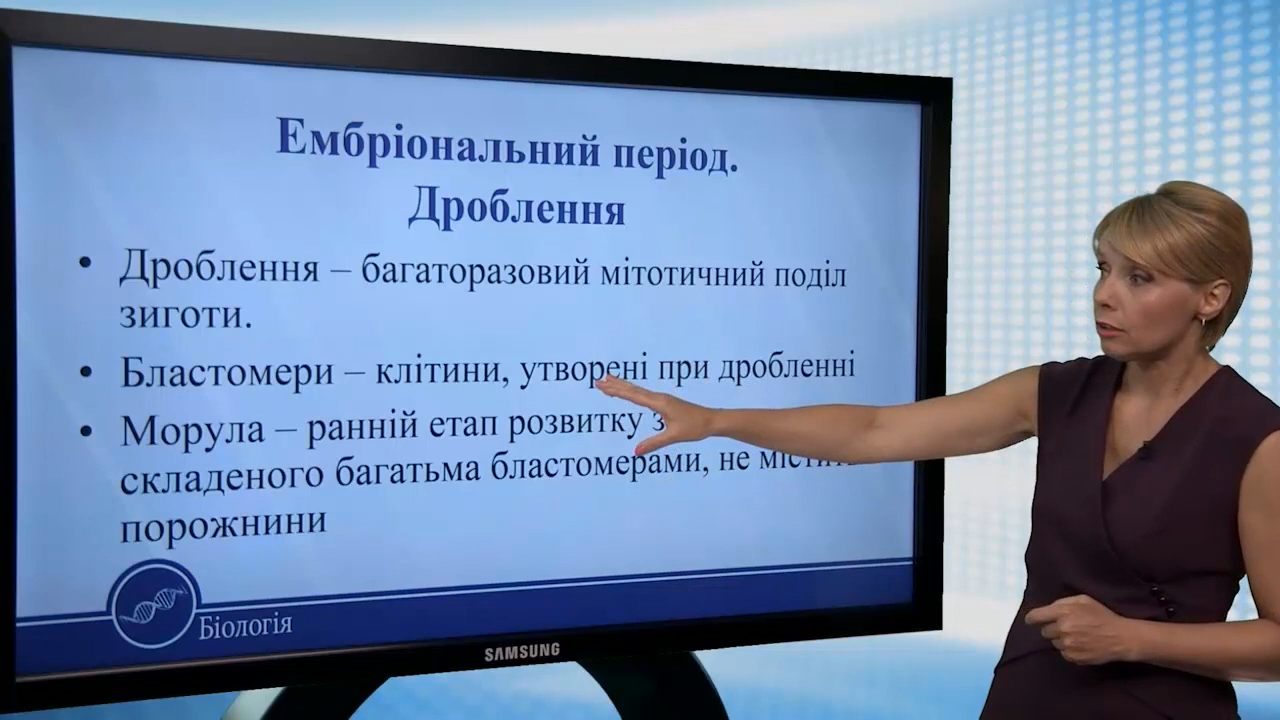 Ембріональний період.
Дроблення
• Дроблення – багаторазовий мітотичний поділ
зиготи.
• Бластомери – клітини, утворені при дробленні
• Морула – ранній етап розвитку
складеного багатьма бластомерами, не
порожнини
Біологія
SAMSUNG